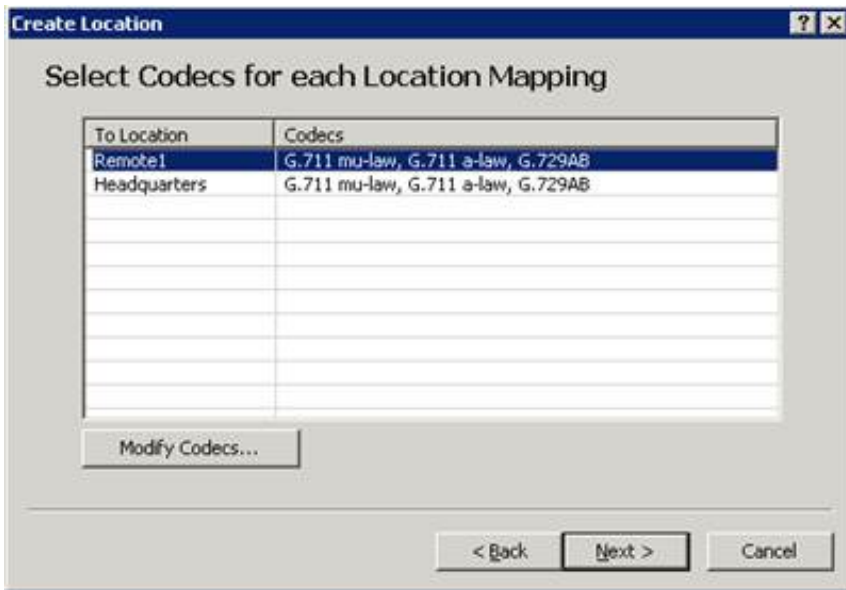 Create Location
Select Codecs for each Location Mapping
To Location Codecs
Remote1 G.711 mu-law, G.711 a-law, G.729AB
Headquarters G.711 mu-law, G.711 a-law, G.729AB
Modify Codecs...
< Back Next > Cancel